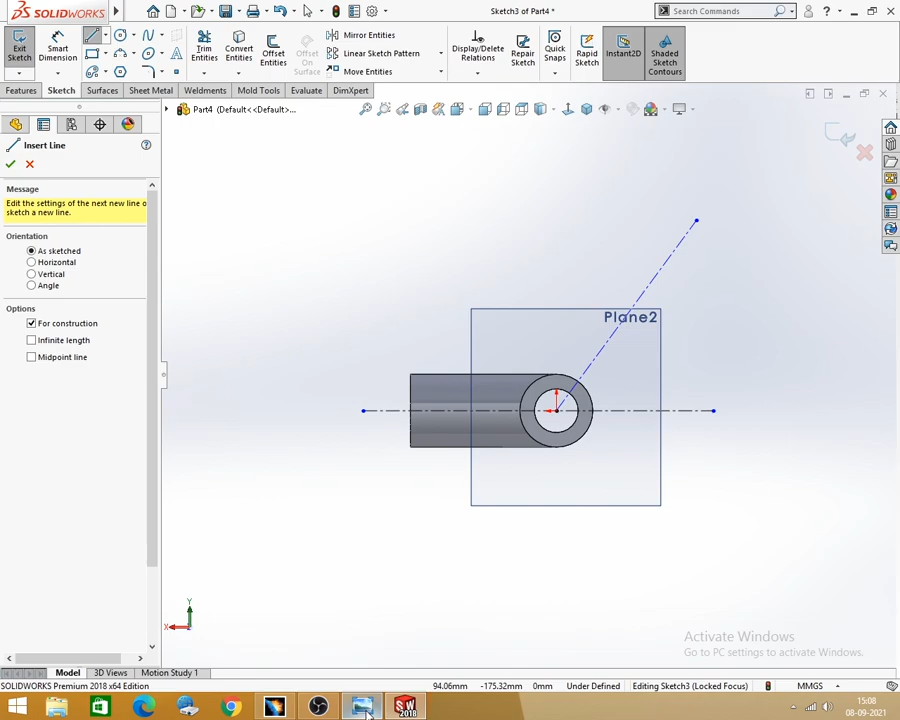 SOLIDWORKS
Sketch3 of Part4 *
Search Commands
Exit Sketch
Smart Dimension
Trim Entities
Convert Entities
Offset Entities
Offset On Surface
Mirror Entities
Linear Sketch Pattern
Move Entities
Display/Delete Relations
Repair Sketch
Quick Snaps
Rapid Sketch
Instant2D
Shaded Sketch Contours
Features
Sketch
Surfaces
Sheet Metal
Weldments
Mold Tools
Evaluate
DimXpert
Part4 (Default<<Default>...
Insert Line
Message
Edit the settings of the next new line o
sketch a new line.
Orientation
As sketched
Horizontal
Vertical
Angle
Options
For construction
Infinite length
Midpoint line
Plane2
Y
X
Activate Windows
Go to PC settings to activate Windows.
Model
3D Views
Motion Study 1
SOLIDWORKS Premium 2018 x64 Edition
94.06mm
-175.32mm
0mm
Under Defined
Editing Sketch3 (Locked Focus)
MMGS
SW
2018
15:08
08-09-2021